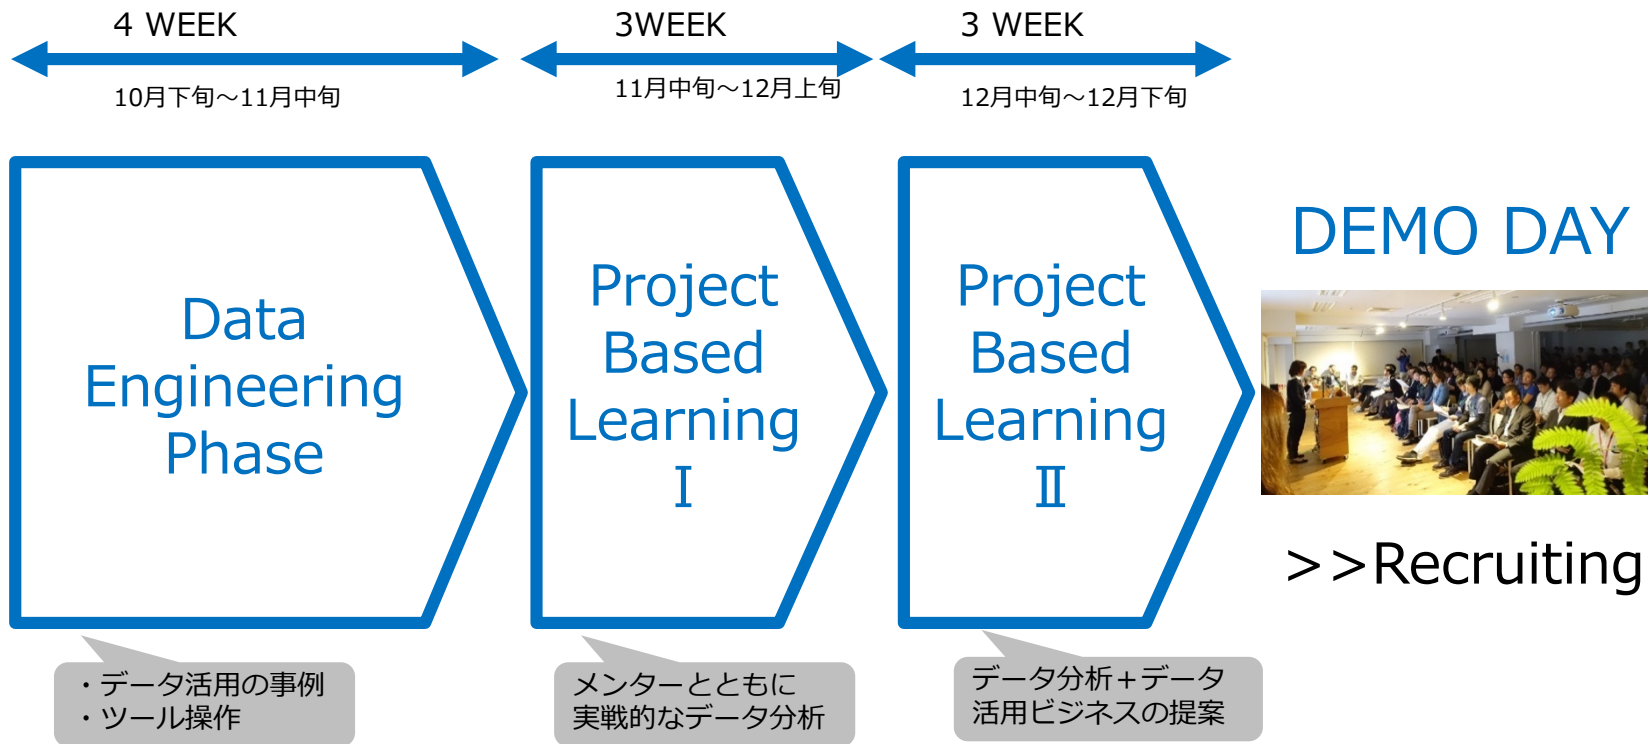 4 WEEK
10月下旬～11月中旬
3WEEK
11月中旬～12月上旬
3 WEEK
12月中旬～12月下旬
Data
Engineering
Phase
Project
Based
Learning
Ⅰ
Project
Based
Learning
Ⅱ
DEMO DAY
>>Recruiting
・データ活用の事例
・ツール操作
メンターとともに
実戦的なデータ分析
データ分析＋データ
活用ビジネスの提案